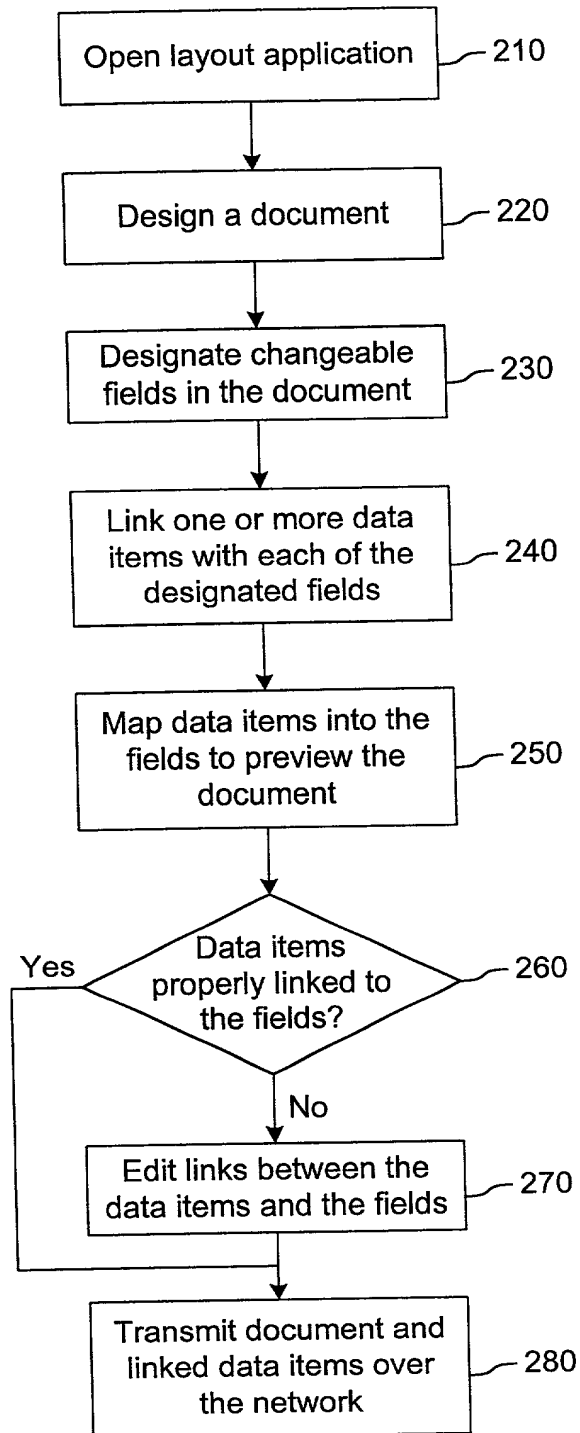 Open layout application
210
Design a document
220
Designate changeable
fields in the document
230
Link one or more data
items with each of the
designated fields
240
Map data items into the
fields to preview the
document
250
Data items
properly linked to
the fields?
260
Yes
No
Edit links between the
data items and the fields
270
Transmit document and
linked data items over
the network
280